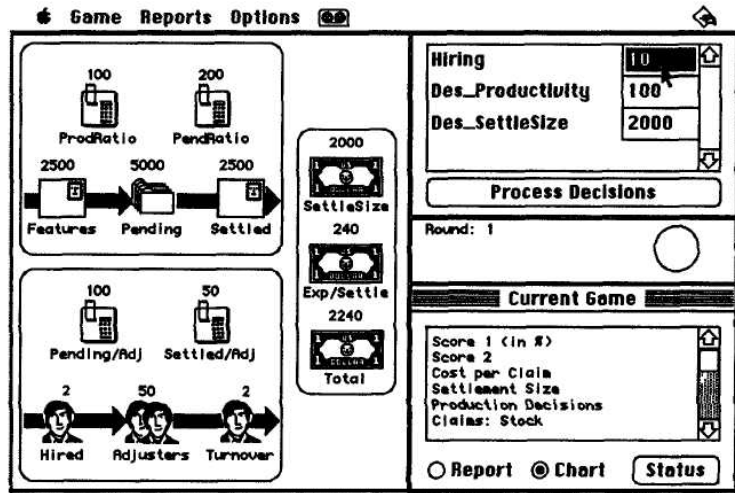 Game Reports Options
100 200
ProdRatio PendRatio
2500 5000 2500
Features Pending Settled
100 50
Pending/Adj Settled/Adj
2 50 2
Hired Adjusters Turnover
2000
SettleSize
240
Exp/Settle
2240
Total
Hiring 10
Des_Productivity 100
Des_SettleSize 2000
Process Decisions
Round: 1
Current Game
Score 1 (in %)
Score 2
Cost per Claim
Settlement Size
Production Decisions
Claims: Stock
Report Chart Status